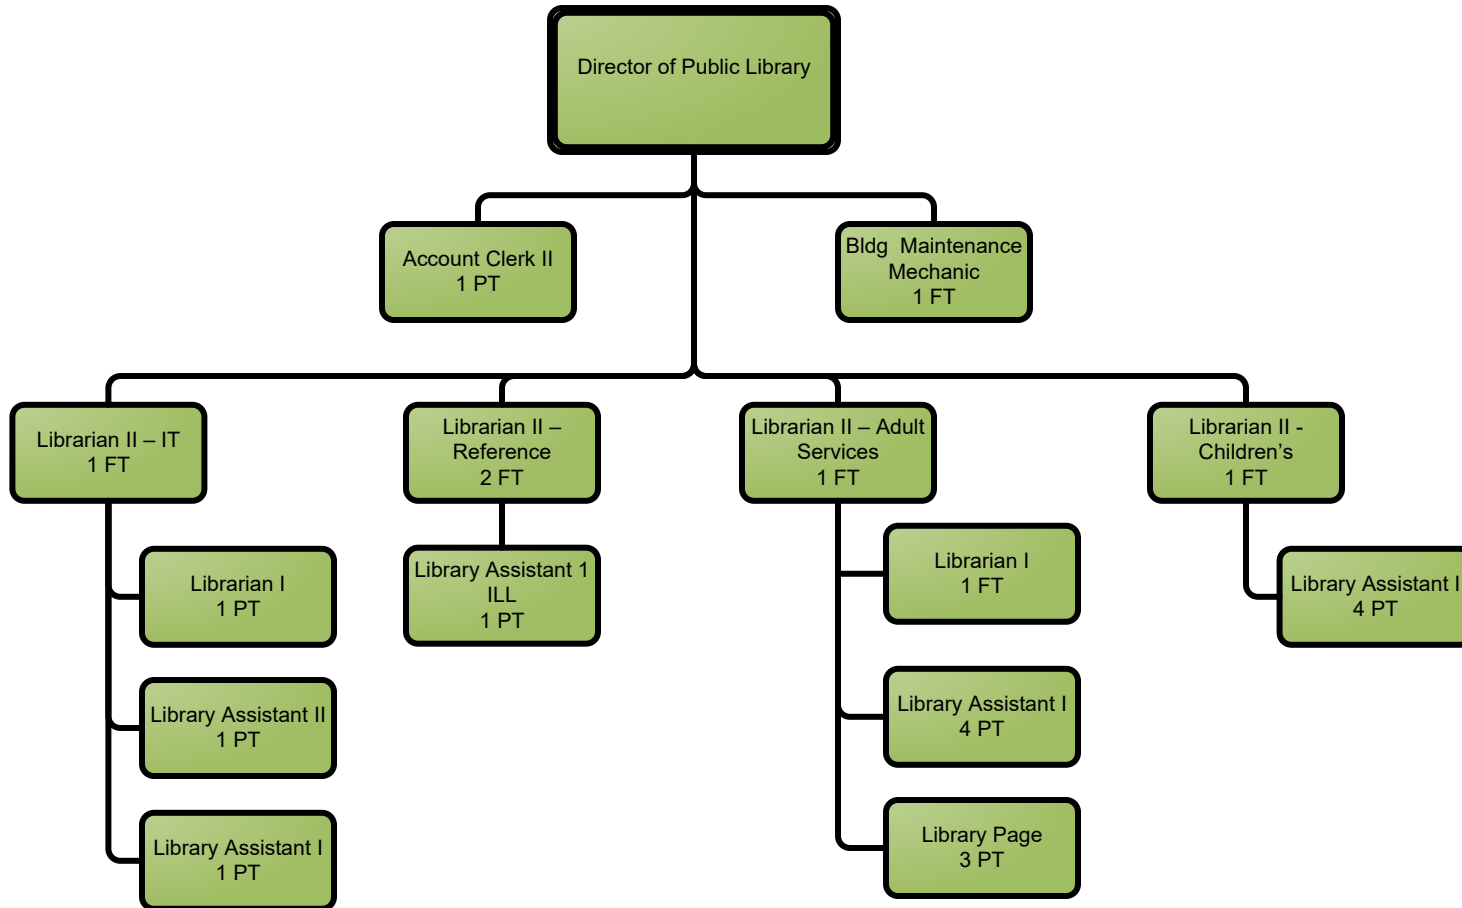 Director of Public Library
Account Clerk II
1 PT
Bldg  Maintenance
Mechanic
1 FT
Librarian II – IT
1 FT
Librarian II –
Reference
2 FT
Librarian II – Adult
Services
1 FT
Librarian II -
Children’s
1 FT
Librarian I
1 PT
Library Assistant II
1 PT
Library Assistant I
1 PT
Library Assistant 1
ILL
1 PT
Librarian I
1 FT
Library Assistant I
4 PT
Library Page
3 PT
Library Assistant I
4 PT